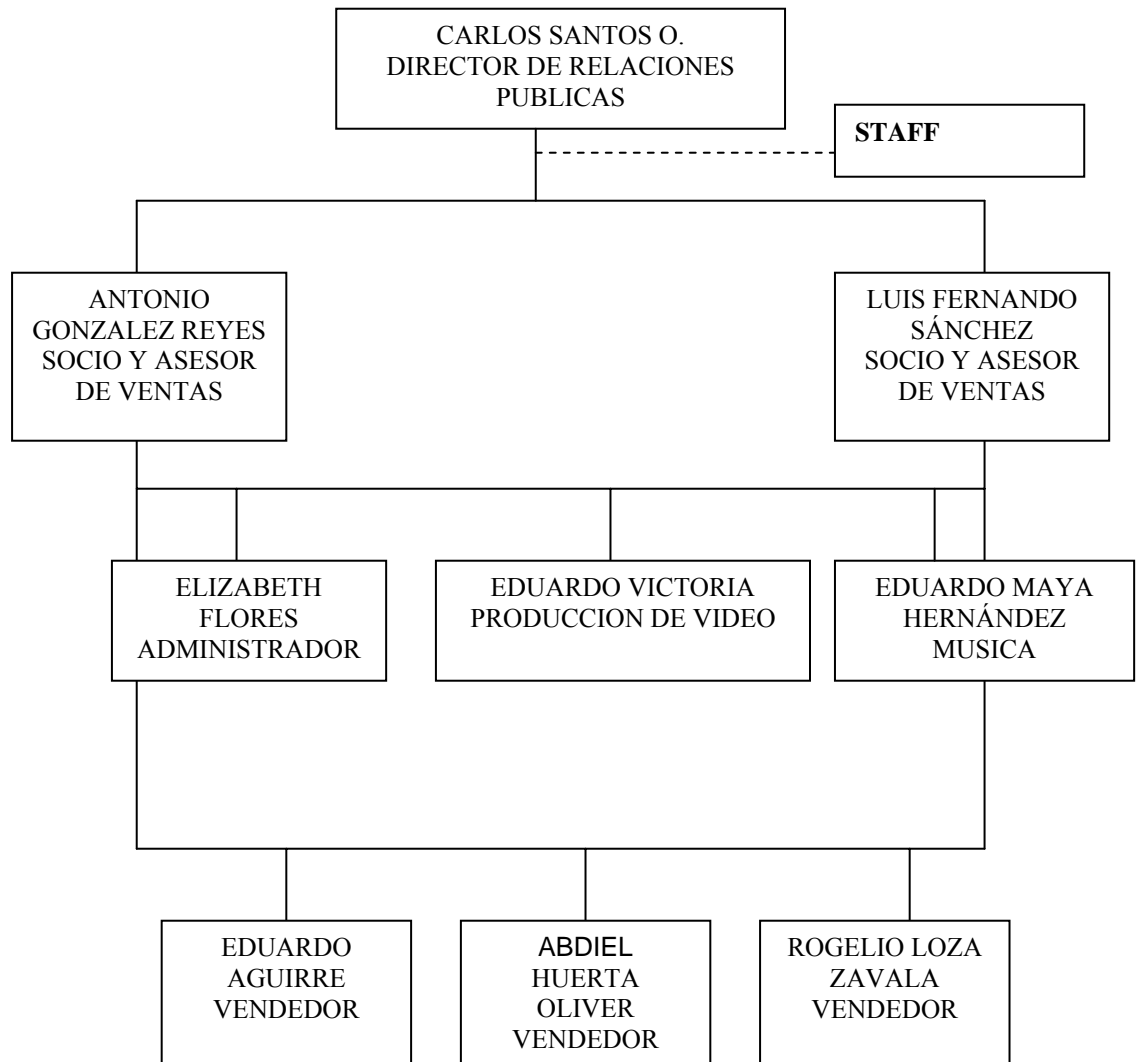 CARLOS SANTOS O.
DIRECTOR DE RELACIONES
PUBLICAS
STAFF
ANTONIO
GONZALEZ REYES
SOCIO Y ASESOR
DE VENTAS
LUIS FERNANDO
SÁNCHEZ
SOCIO Y ASESOR
DE VENTAS
ELIZABETH
FLORES
ADMINISTRADOR
EDUARDO VICTORIA
PRODUCCION DE VIDEO
EDUARDO MAYA
HERNÁNDEZ
MUSICA
EDUARDO
AGUIRRE
VENDEDOR
ABDIEL
HUERTA
OLIVER
VENDEDOR
ROGELIO LOZA
ZAVALA
VENDEDOR